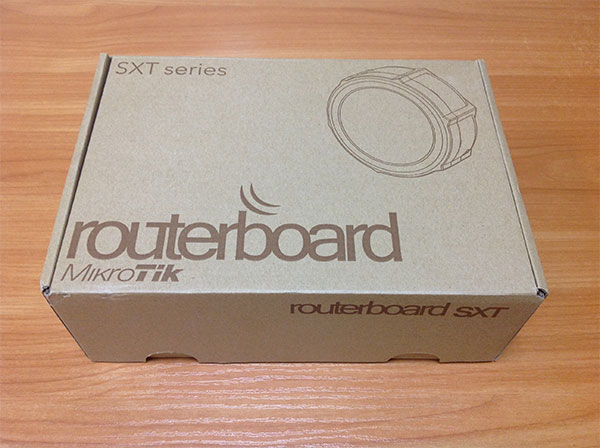 SXT series
routerboard
MikroTik
routerboard SXT